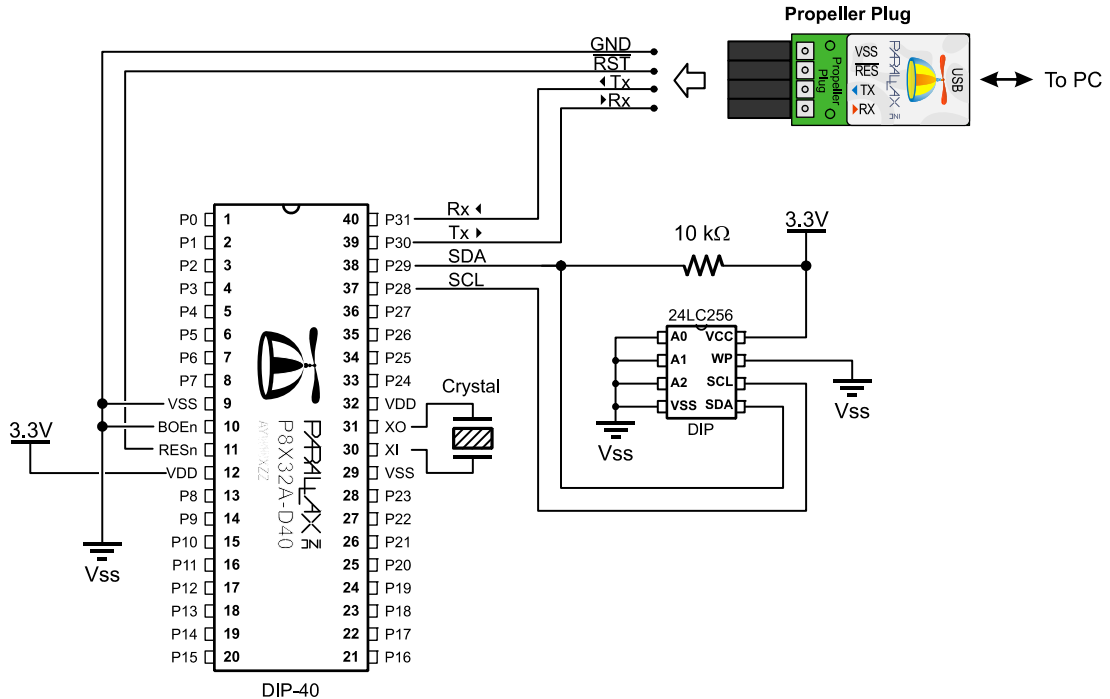 Propeller Plug
GND
RST
Tx
Rx
Propeller
Plug
VSS
RES
TX
RX
PARALLAX INC
USB
To PC
P0 1
P1 2
P2 3
P3 4
P4 5
P5 6
P6 7
P7 8
VSS 9
BOEn 10
RESn 11
VDD 12
P8 13
P9 14
P10 15
P11 16
P12 17
P13 18
P14 19
P15 20
40 P31
39 P30
38 P29
37 P28
36 P27
35 P26
34 P25
33 P24
32 VDD
31 XO
30 XI
29 VSS
28 P23
27 P22
26 P21
25 P20
24 P19
23 P18
22 P17
21 P16
PARALLAX INC
P8X32A-D40
DIP-40
3.3V
Vss
Rx
Tx
SDA
SCL
Crystal
10 kΩ
3.3V
24LC256
A0 VCC
A1 WP
A2 SCL
VSS SDA
DIP
Vss
Vss